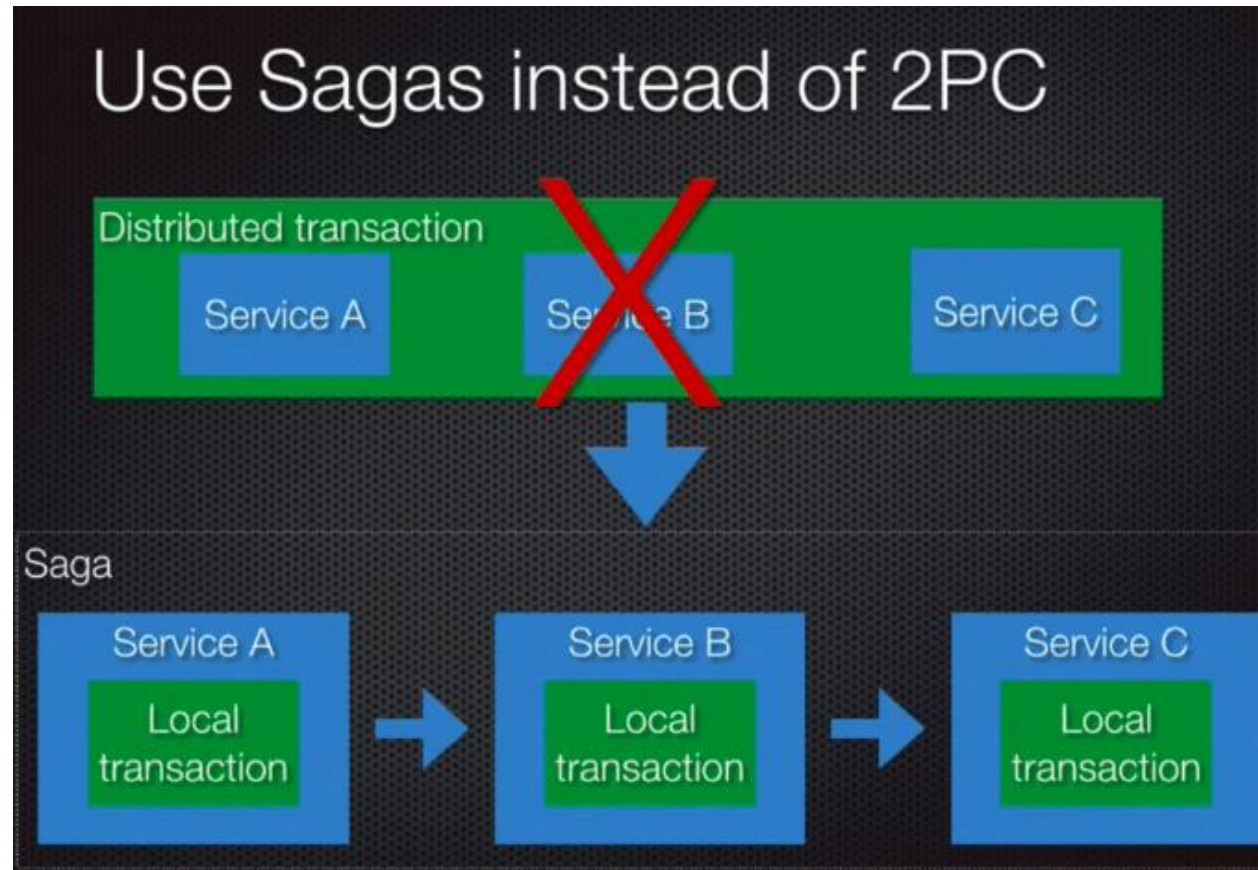 Use Sagas instead of 2PC
Distributed transaction
Service A
Service B
Service C
Saga
Service A
Service B
Service C
Local
transaction
Local
transaction
Local
transaction